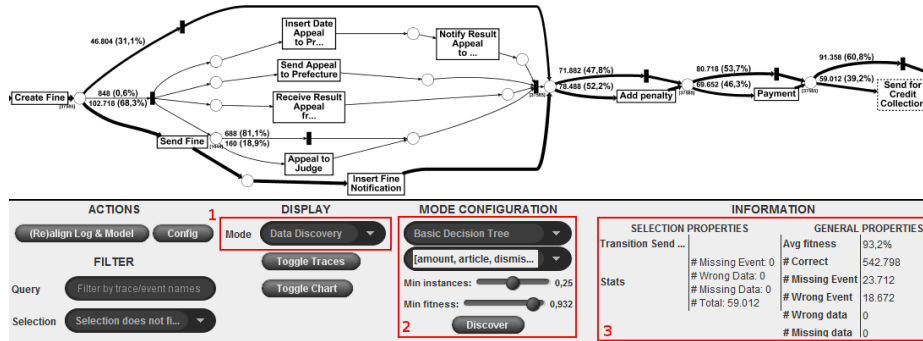 Insert Date
Appeal
to Pr...
Notify Result
Appeal
to ...
46.804 (31,1%)
Send Appeal
to Prefecture
91.358 (60,8%)
71.882 (47,8%)
80.718 (53,7%)
Create Fine
848 (0,6%)
102.718 (68,3%)
Receive Result
Appeal
fr...
78.488 (52,2%)
Add penalty
69.652 (46,3%)
Payment
59.012 (39,2%)
Send for
Credit
Collection
Send Fine
688 (81,1%)
160 (18,9%)
Appeal to
Judge
Insert Fine
Notification
ACTIONS
1
DISPLAY
MODE CONFIGURATION
INFORMATION
(Re)align Log & Model
Config
Mode
Data Discovery
Basic Decision Tree
SELECTION PROPERTIES
GENERAL PROPERTIES
Transition Send ...
Avg fitness
93,2%
FILTER
Toggle Traces
[amount, article, dismis...
# Missing Event: 0
# Correct
542.798
# Wrong Data: 0
Stats
# Missing Data: 0
# Missing Event
23.712
Query
Filter by trace/event names
Toggle Chart
Min instances:
0,25
# Total: 59.012
# Wrong Event
18.672
Min fitness:
0,932
# Wrong data
0
Selection
Selection does not fi...
2
Discover
3
# Missing data
0